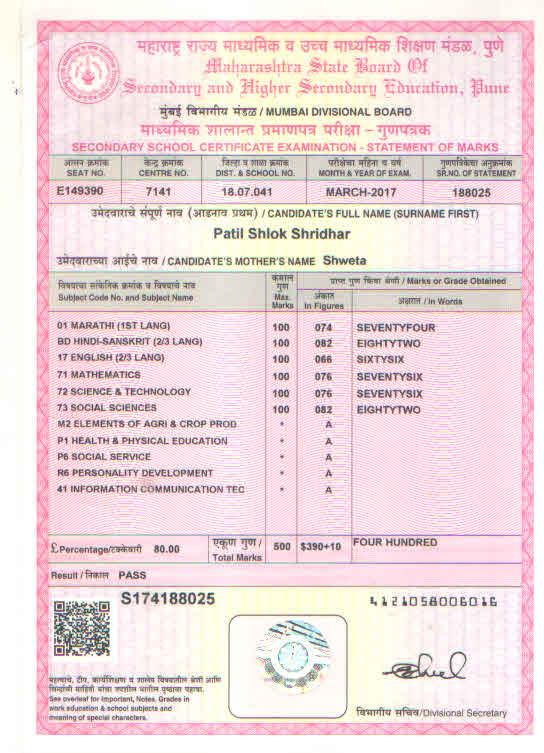 महाराष्ट्र राज्य माध्यमिक व उच्च माध्यमिक शिक्षण मंडळ, पुणे
Maharashtra State Board Of
Secondary and Higher Secondary Education, Pune
मुंबई विभागीय मंडळ / MUMBAI DIVISIONAL BOARD
माध्यमिक शालान्त प्रमाणपत्र परीक्षा – गुणपत्रक
SECONDARY SCHOOL CERTIFICATE EXAMINATION - STATEMENT OF MARKS
आसन क्रमांक केन्द्र क्रमांक जिल्हा व शाळा क्रमांक परीक्षेचा महिना व वर्ष गुणपत्रिकेचा अनुक्रमांक
SEAT NO. CENTRE NO. DIST. & SCHOOL NO. MONTH & YEAR OF EXAM. SR.NO. OF STATEMENT
E149390 7141 18.07.041 MARCH-2017 188025
उमेदवाराचे संपूर्ण नाव (आडनाव प्रथम) / CANDIDATE'S FULL NAME (SURNAME FIRST)
Patil Shlok Shridhar
उमेदवाराच्या आईचे नाव / CANDIDATE'S MOTHER'S NAME Shweta
विषयाचा सांकेतिक क्रमांक व विषयाचे नाव
Subject Code No. and Subject Name
कमाल
गुण
Max.
Marks
प्राप्त गुण किंवा श्रेणी / Marks or Grade Obtained
अंकात
In Figures
अक्षरात / In Words
01 MARATHI (1ST LANG) 100 074 SEVENTYFOUR
BD HINDI-SANSKRIT (2/3 LANG) 100 082 EIGHTYTWO
17 ENGLISH (2/3 LANG) 100 066 SIXTYSIX
71 MATHEMATICS 100 076 SEVENTYSIX
72 SCIENCE & TECHNOLOGY 100 076 SEVENTYSIX
73 SOCIAL SCIENCES 100 082 EIGHTYTWO
M2 ELEMENTS OF AGRI & CROP PROD * A
P1 HEALTH & PHYSICAL EDUCATION * A
P6 SOCIAL SERVICE * A
R6 PERSONALITY DEVELOPMENT * A
41 INFORMATION COMMUNICATION TEC * A
£ Percentage/टक्केवारी 80.00 एकूण गुण / Total Marks 500 $390+10 FOUR HUNDRED
Result / निकाल PASS
S174188025
4121058006016
महत्वाचे, टीप, कार्यशिक्षण व शालेय विषयातील श्रेणी आणि
See overleaf for Important, Notes, Grades in
work education & school subjects and
meaning of special characters.
विभागीय सचिव/Divisional Secretary